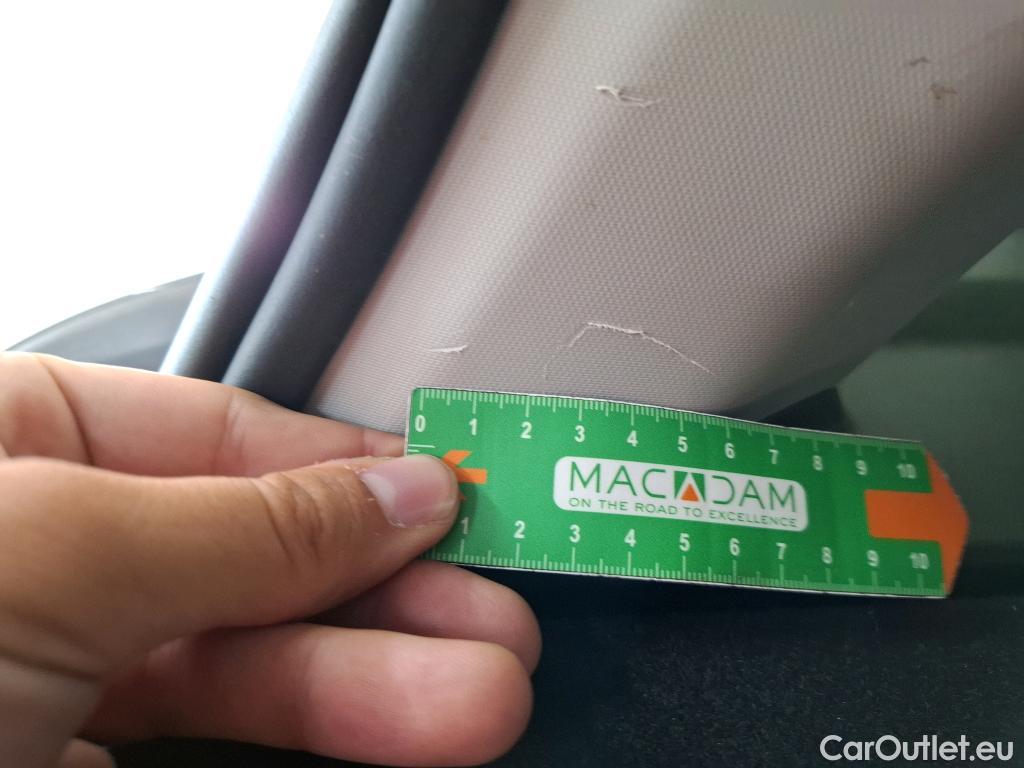 0 1 2 3 4 5 6 7 8 9 10
MACADAM
ON THE ROAD TO EXCELLENCE
1 2 3 4 5 6 7 8 9 10
CarOutlet.eu